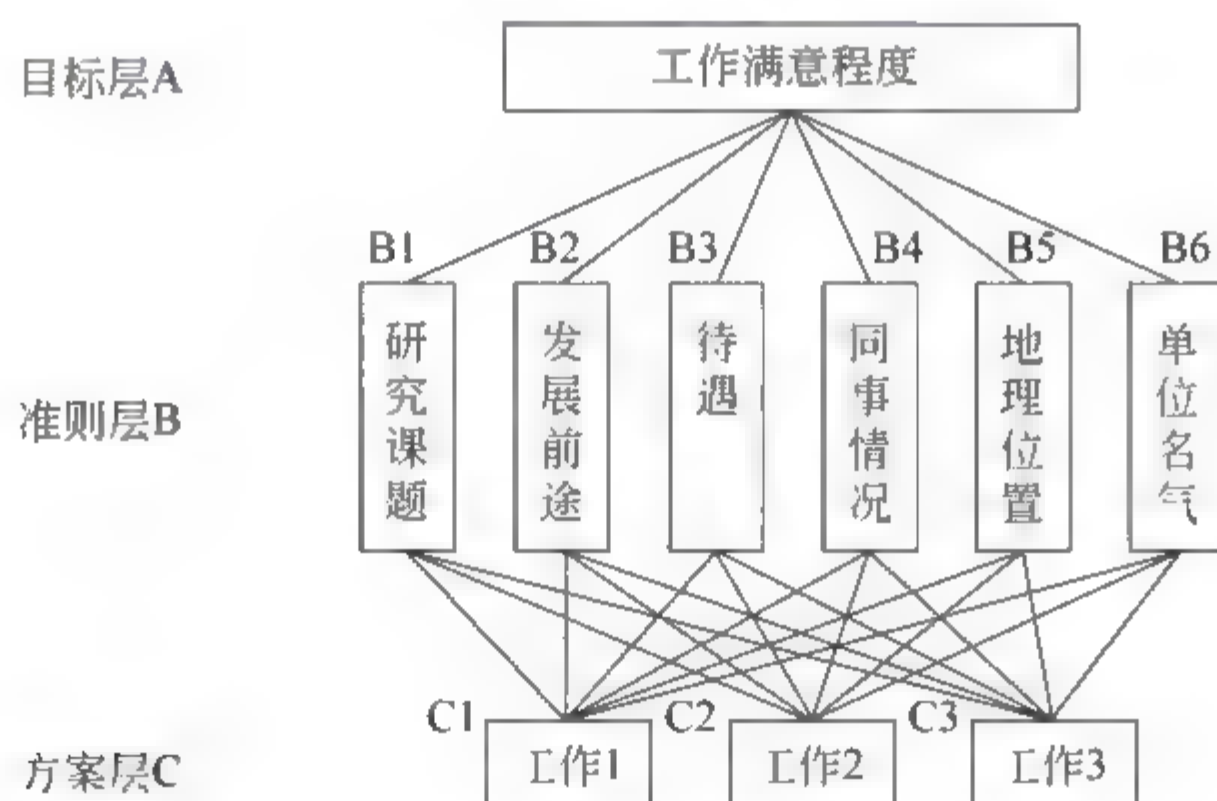 目标层A
工作满意程度
B1
B2
B3
B4
B5
B6
准则层B
研究课题
发展前途
待遇
同事情况
地理位置
单位名气
方案层C
C1
工作1
C2
工作2
C3
工作3